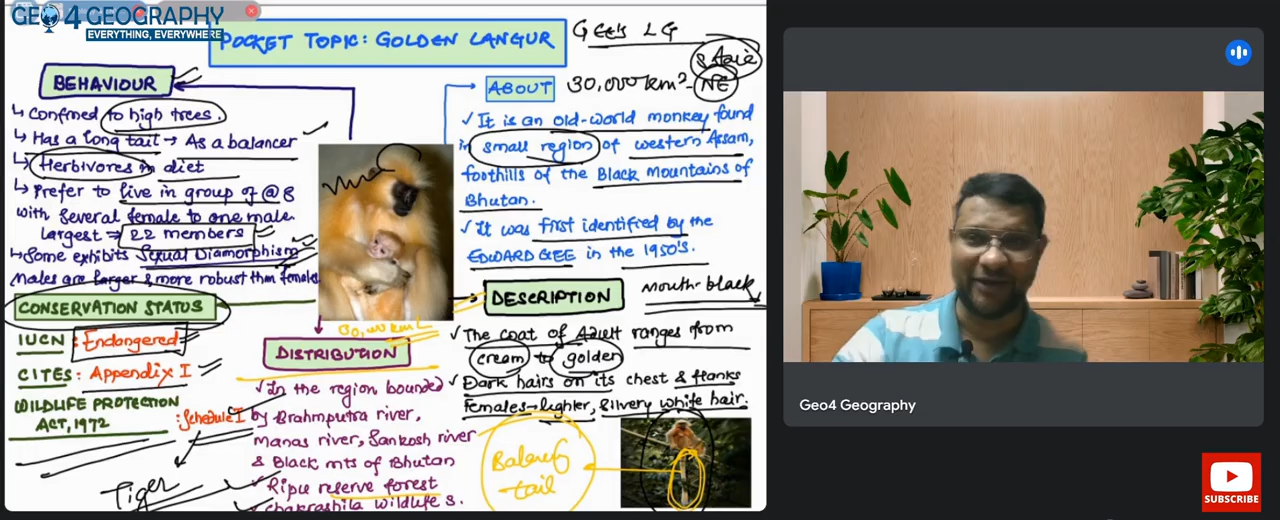 GEO4GEOGRAPHY
EVERYTHING, EVERYWHERE
POCKET TOPIC: GOLDEN LANGUR
Gee's LG
BEHAVIOUR
↳ Confined to high trees.
↳ Has a long tail → As a balancer
↳ Herbivores in diet
↳ Prefer to live in group of @8
with several female to one male.
largest → 22 members
↳ Some exhibits Sexual Diamorphism
Males are larger & more robust than females
CONSERVATION STATUS
IUCN : Endangered
CITES : Appendix I
WILDLIFE PROTECTION
ACT, 1972 : Schedule I
Tiger
ABOUT
30,000 km²
NE
✓ It is an old-world monkey found
in small region of western Assam,
foothills of the Black Mountains of
Bhutan.
✓ It was first identified by the
EDWARD GEE in the 1950's.
DESCRIPTION
mouth-black
✓ The coat of Adult ranges from
cream to golden
✓ Dark hairs on its chest & flanks
Females → lighter, Silvery white hair.
DISTRIBUTION
✓ In the region bounded
by Brahmputra river,
manas river, Sankosh river
& Black mts of Bhutan
✓ Ripu reserve forest
✓ chakrashila wildlife s.
tail
Geo4 Geography
SUBSCRIBE